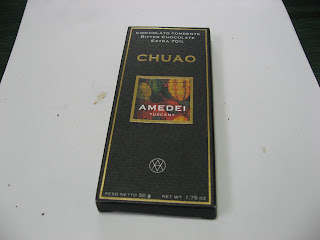 CIOCCOLATO FONDENTE
BITTER CHOCOLATE
EXTRA 70%
CHUAO
AMEDEI
TUSCANY
PESO NETTO 50 g NET WT 1.75 OZ